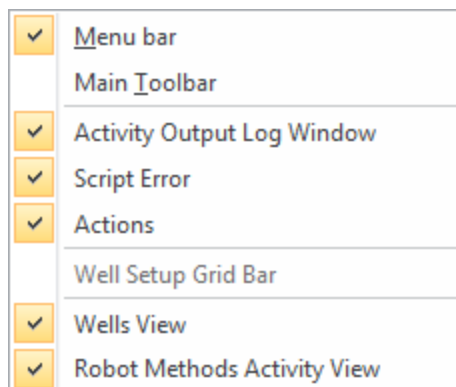 Menu bar
Main Toolbar
Activity Output Log Window
Script Error
Actions
Well Setup Grid Bar
Wells View
Robot Methods Activity View